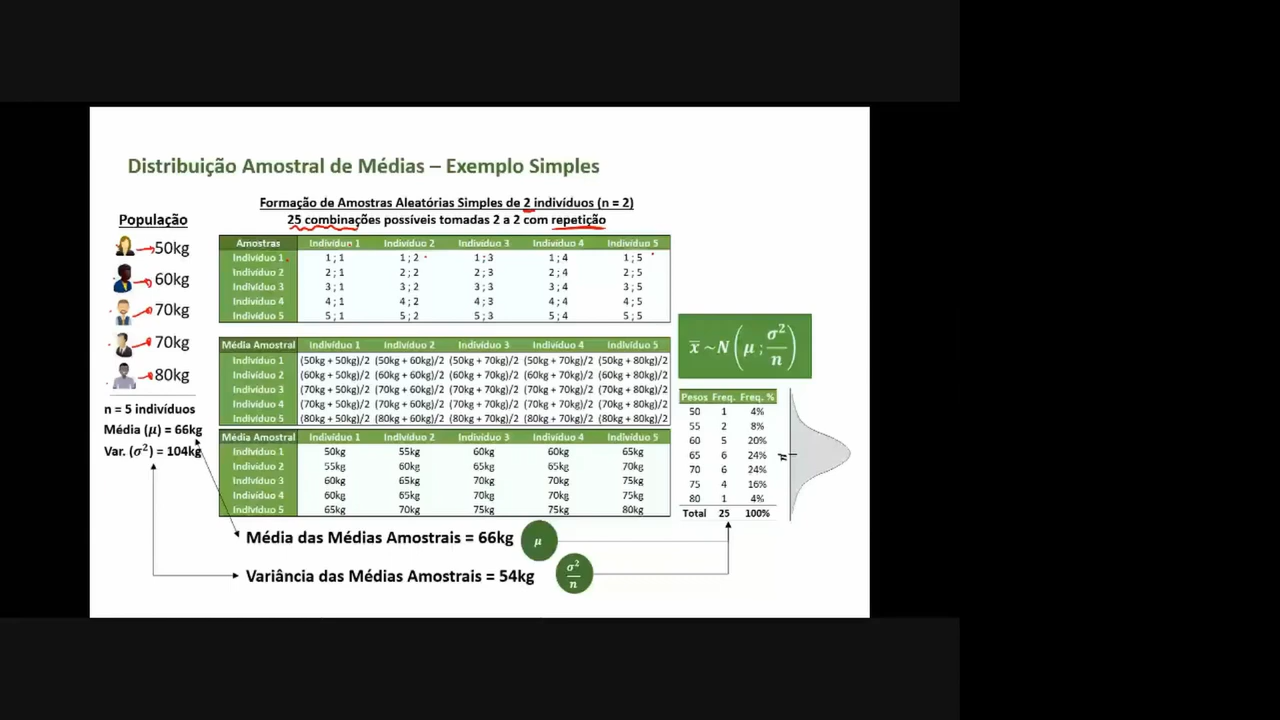 Distribuição Amostral de Médias – Exemplo Simples
Formação de Amostras Aleatórias Simples de 2 indivíduos (n = 2)
25 combinações possíveis tomadas 2 a 2 com repetição
População
50kg
60kg
70kg
70kg
80kg
n = 5 indivíduos
Média (μ) = 66kg
Var. (σ²) = 104kg
Amostras Indivíduo 1 Indivíduo 2 Indivíduo 3 Indivíduo 4 Indivíduo 5
Indivíduo 1 1 ; 1 1 ; 2 1 ; 3 1 ; 4 1 ; 5
Indivíduo 2 2 ; 1 2 ; 2 2 ; 3 2 ; 4 2 ; 5
Indivíduo 3 3 ; 1 3 ; 2 3 ; 3 3 ; 4 3 ; 5
Indivíduo 4 4 ; 1 4 ; 2 4 ; 3 4 ; 4 4 ; 5
Indivíduo 5 5 ; 1 5 ; 2 5 ; 3 5 ; 4 5 ; 5
Média Amostral Indivíduo 1 Indivíduo 2 Indivíduo 3 Indivíduo 4 Indivíduo 5
Indivíduo 1 (50kg + 50kg)/2 (50kg + 60kg)/2 (50kg + 70kg)/2 (50kg + 70kg)/2 (50kg + 80kg)/2
Indivíduo 2 (60kg + 50kg)/2 (60kg + 60kg)/2 (60kg + 70kg)/2 (60kg + 70kg)/2 (60kg + 80kg)/2
Indivíduo 3 (70kg + 50kg)/2 (70kg + 60kg)/2 (70kg + 70kg)/2 (70kg + 70kg)/2 (70kg + 80kg)/2
Indivíduo 4 (70kg + 50kg)/2 (70kg + 60kg)/2 (70kg + 70kg)/2 (70kg + 70kg)/2 (70kg + 80kg)/2
Indivíduo 5 (80kg + 50kg)/2 (80kg + 60kg)/2 (80kg + 70kg)/2 (80kg + 70kg)/2 (80kg + 80kg)/2
Média Amostral Indivíduo 1 Indivíduo 2 Indivíduo 3 Indivíduo 4 Indivíduo 5
Indivíduo 1 50kg 55kg 60kg 60kg 65kg
Indivíduo 2 55kg 60kg 65kg 65kg 70kg
Indivíduo 3 60kg 65kg 70kg 70kg 75kg
Indivíduo 4 60kg 65kg 70kg 70kg 75kg
Indivíduo 5 65kg 70kg 75kg 75kg 80kg
Média das Médias Amostrais = 66kg μ
Variância das Médias Amostrais = 54kg σ²/n
x̅ ~N(μ ; σ²/n)
Pesos Freq. Freq. %
50 1 4%
55 2 8%
60 5 20%
65 6 24%
70 6 24%
75 4 16%
80 1 4%
Total 25 100%
μ